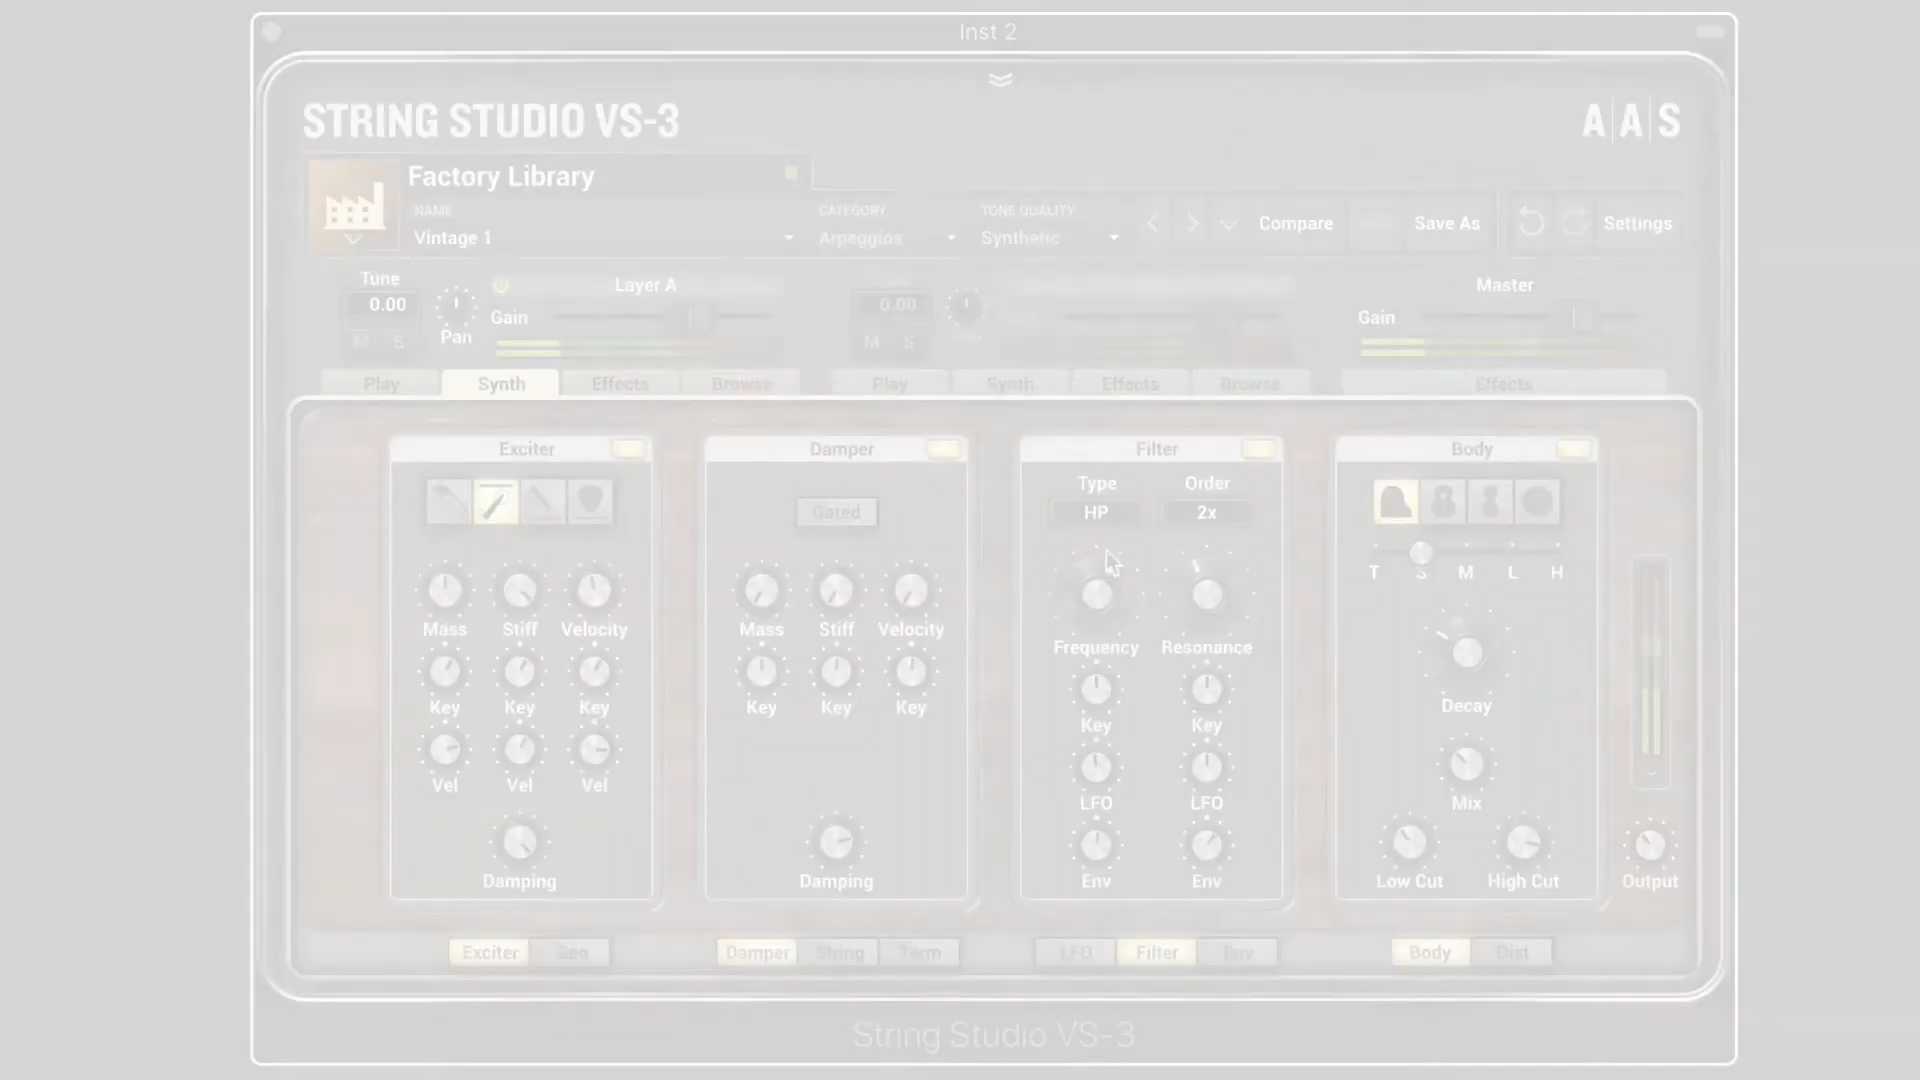 Inst 2
STRING STUDIO VS-3
A|A|S
Factory Library
NAME
CATEGORY
TONE QUALITY
Vintage 1
Arpeggios
Synthetic
Compare
Save As
Settings
Tune
0.00
M S
Pan
Layer A
Gain
0.00
M S
Master
Gain
Play Synth Effects Browse
Play Synth Effects Browse
Effects
Exciter
Mass Stiff Velocity
Key Key Key
Vel Vel Vel
Damping
Damper
Gated
Mass Stiff Velocity
Key Key Key
Damping
Filter
Type Order
HP 2x
Frequency Resonance
Key Key
LFO LFO
Env Env
Body
T S M L H
Decay
Mix
Low Cut High Cut
Output
Exciter Geo
Damper String Term
LFO Filter Env
Body Dist
String Studio VS-3